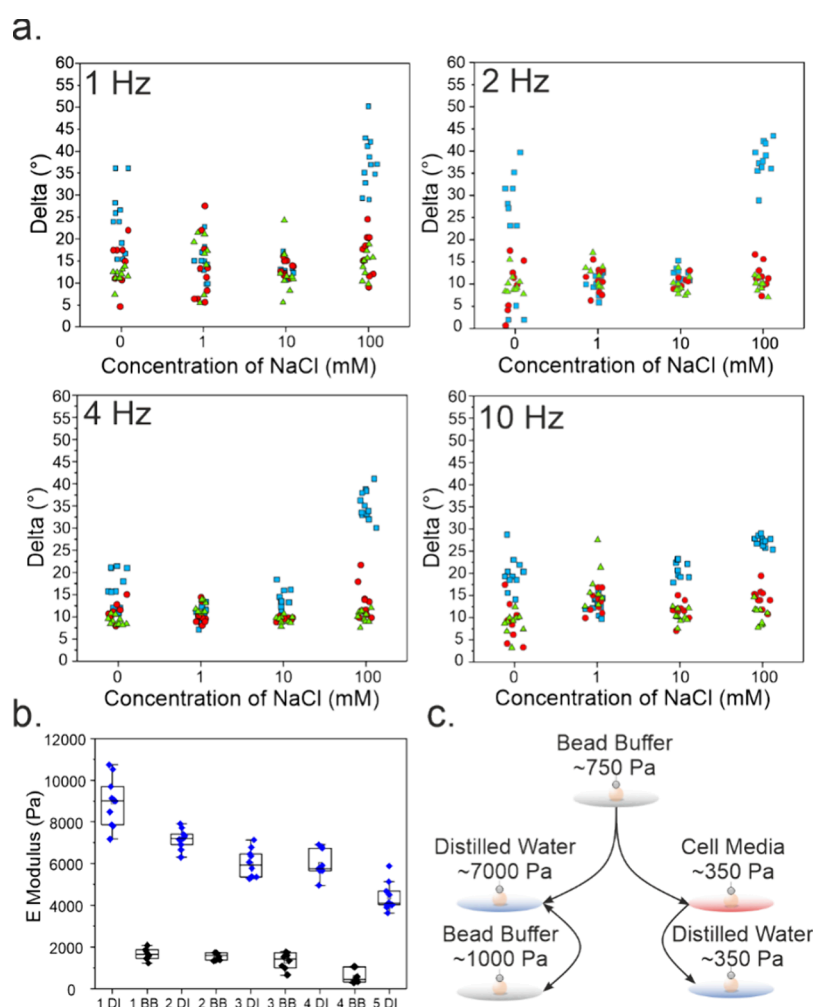 a.
1 Hz
60
55
50
45
40
35
30
25
20
15
10
5
0
Delta (°)
0 1 10 100
Concentration of NaCl (mM)
2 Hz
60
55
50
45
40
35
30
25
20
15
10
5
0
Delta (°)
0 1 10 100
Concentration of NaCl (mM)
4 Hz
60
55
50
45
40
35
30
25
20
15
10
5
0
Delta (°)
0 1 10 100
Concentration of NaCl (mM)
10 Hz
60
55
50
45
40
35
30
25
20
15
10
5
0
Delta (°)
0 1 10 100
Concentration of NaCl (mM)
b.
12000
10000
8000
6000
4000
2000
0
E Modulus (Pa)
1 DI 1 BB 2 DI 2 BB 3 DI 3 BB 4 DI 4 BB 5 DI
c.
Bead Buffer
~750 Pa
Distilled Water
~7000 Pa
Cell Media
~350 Pa
Bead Buffer
~1000 Pa
Distilled Water
~350 Pa